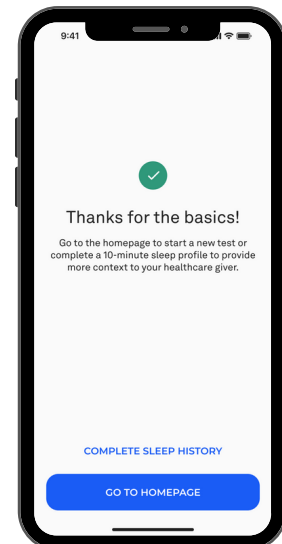 9:41
Thanks for the basics!
Go to the homepage to start a new test or
complete a 10-minute sleep profile to provide
more context to your healthcare giver.
COMPLETE SLEEP HISTORY
GO TO HOMEPAGE